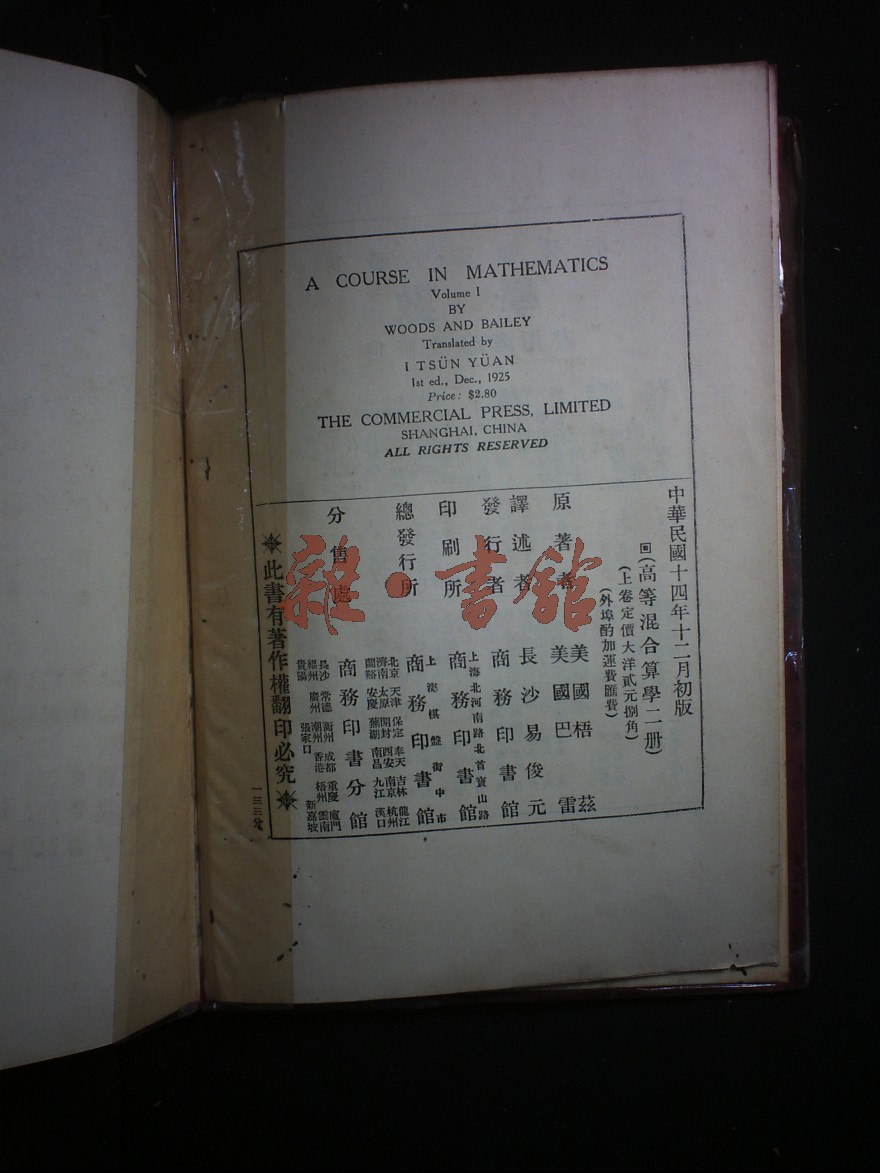 A COURSE IN MATHEMATICS
Volume I
BY
WOODS AND BAILEY
Translated by
I TSÜN YÜAN
1st ed., Dec., 1925
Price: $2.80
THE COMMERCIAL PRESS, LIMITED
SHANGHAI, CHINA
ALL RIGHTS RESERVED
中華民國十四年十二月初版
(高等混合算學二册)
(上卷定價大洋貳元捌角)
(外埠酌加運費匯費)
原著者 美國梧茲
美國巴雷
譯述者 長沙易俊元
發行者 商務印書館
印刷所 上海北河南路北首寶山路
商務印書館
總發行所 上海棋盤街中市
商務印書館
分售處 商務印書分館
北京 天津 保定 奉天 吉林 龍江
濟南 太原 開封 西安 南京 杭州
蘭谿 安慶 蕪湖 南昌 九江 漢口
長沙 常德 衡州 成都 重慶 廈門
福州 廣州 潮州 香港 梧州 雲南
貴陽 張家口 新嘉坡
此書有著作權翻印必究
一三三分
雜·書館